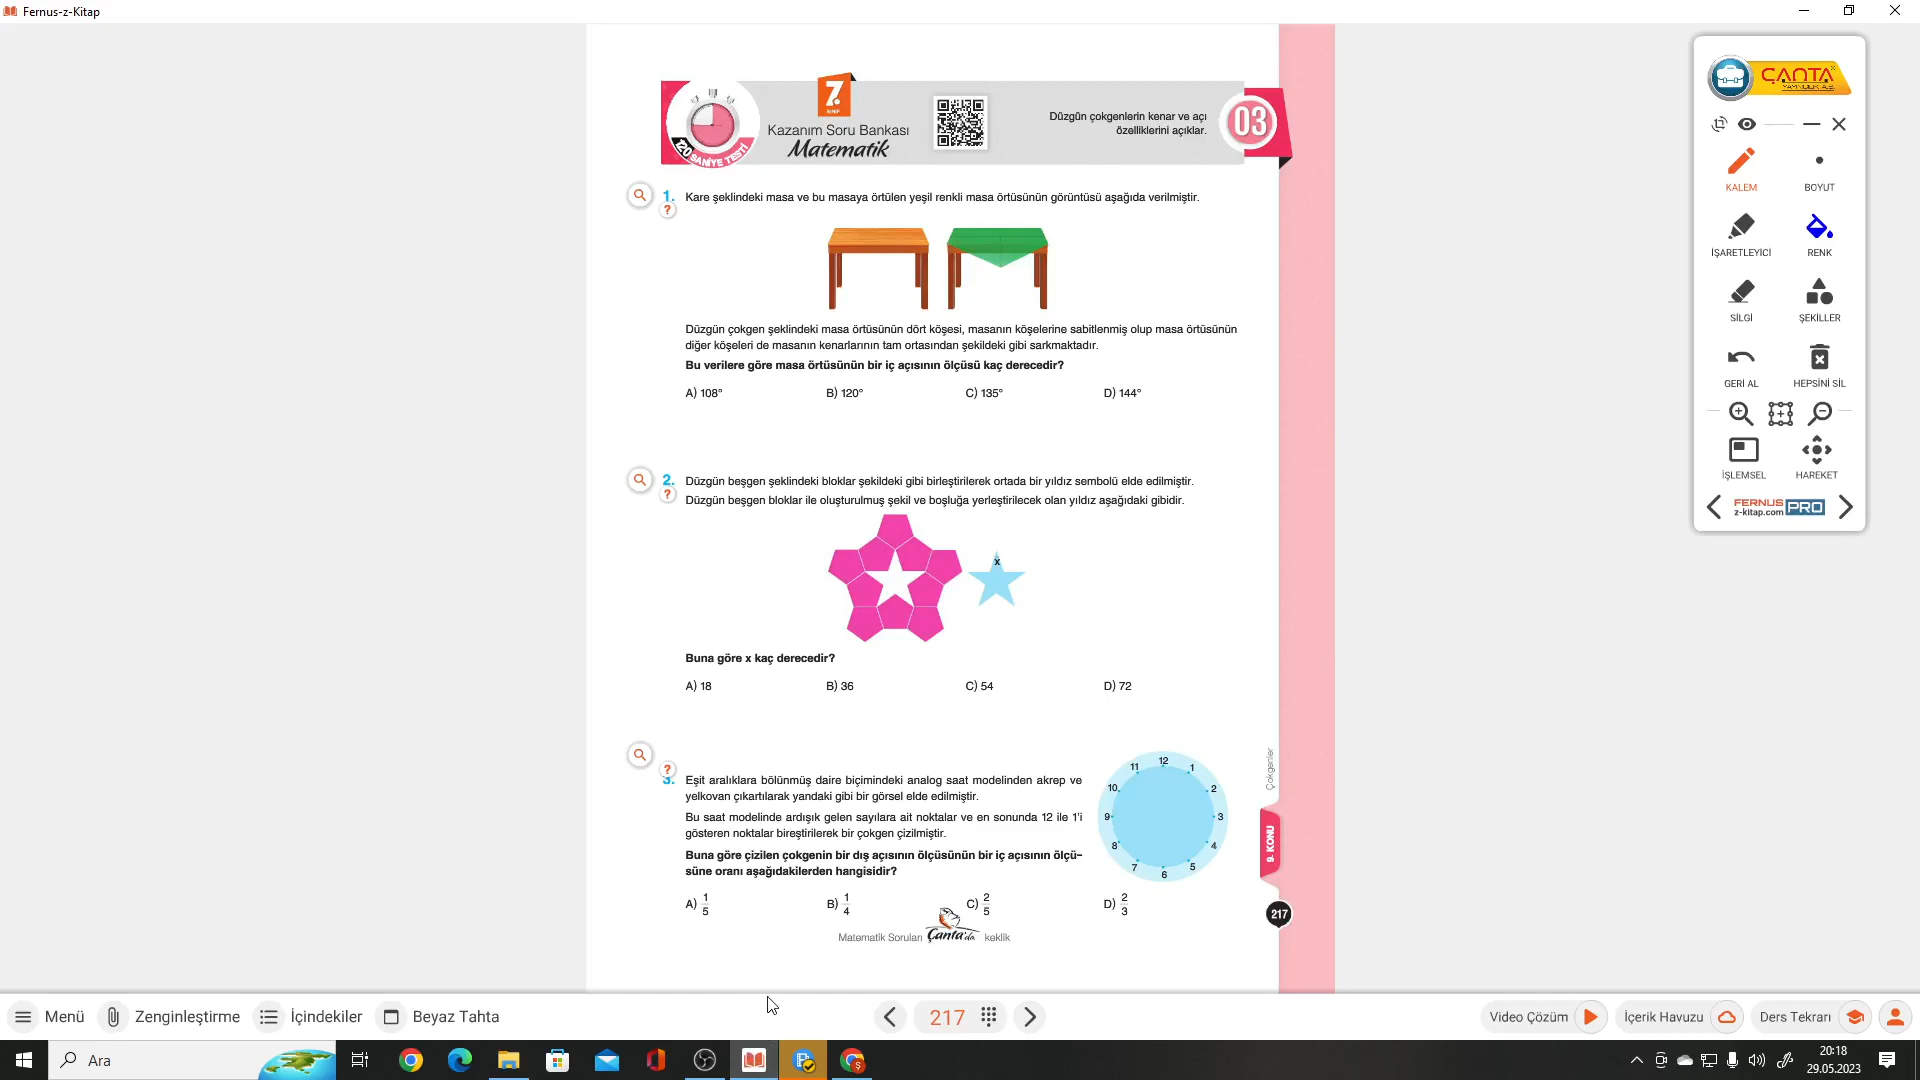 Fernus-z-Kitap
ÇANTA
YAYINCILIK A.Ş.
KALEM
BOYUT
İŞARETLEYİCİ
RENK
SİLGİ
ŞEKİLLER
GERİ AL
HEPSİNİ SİL
İŞLEMSEL
HAREKET
FERNUS
z-kitap.com
PRO
120 SANİYE TESTİ
7.
SINIF
Kazanım Soru Bankası
Matematik
Düzgün çokgenlerin kenar ve açı
özelliklerini açıklar.
03
1. Kare şeklindeki masa ve bu masaya örtülen yeşil renkli masa örtüsünün görüntüsü aşağıda verilmiştir.
?
Düzgün çokgen şeklindeki masa örtüsünün dört köşesi, masanın köşelerine sabitlenmiş olup masa örtüsünün
diğer köşeleri de masanın kenarlarının tam ortasından şekildeki gibi sarkmaktadır.
Bu verilere göre masa örtüsünün bir iç açısının ölçüsü kaç derecedir?
A) 108° B) 120° C) 135° D) 144°
2. Düzgün beşgen şeklindeki bloklar şekildeki gibi birleştirilerek ortada bir yıldız sembolü elde edilmiştir.
?
Düzgün beşgen bloklar ile oluşturulmuş şekil ve boşluğa yerleştirilecek olan yıldız aşağıdaki gibidir.
x
Buna göre x kaç derecedir?
A) 18 B) 36 C) 54 D) 72
?
3. Eşit aralıklara bölünmüş daire biçimindeki analog saat modelinden akrep ve
yelkovan çıkartılarak yandaki gibi bir görsel elde edilmiştir.
Bu saat modelinde ardışık gelen sayılara ait noktalar ve en sonunda 12 ile 1'i
gösteren noktalar bireştirilerek bir çokgen çizilmiştir.
Buna göre çizilen çokgenin bir dış açısının ölçüsünün bir iç açısının ölçü-
süne oranı aşağıdakilerden hangisidir?
A) 1/5 B) 1/4 C) 2/5 D) 2/3
12
1
2
3
4
5
6
7
8
9
10
11
Çokgenler
9. KONU
217
Matematik Soruları Çanta'da keklik
Menü
Zenginleştirme
İçindekiler
Beyaz Tahta
217
Video Çözüm
İçerik Havuzu
Ders Tekrarı
Ara
20:18
29.05.2023